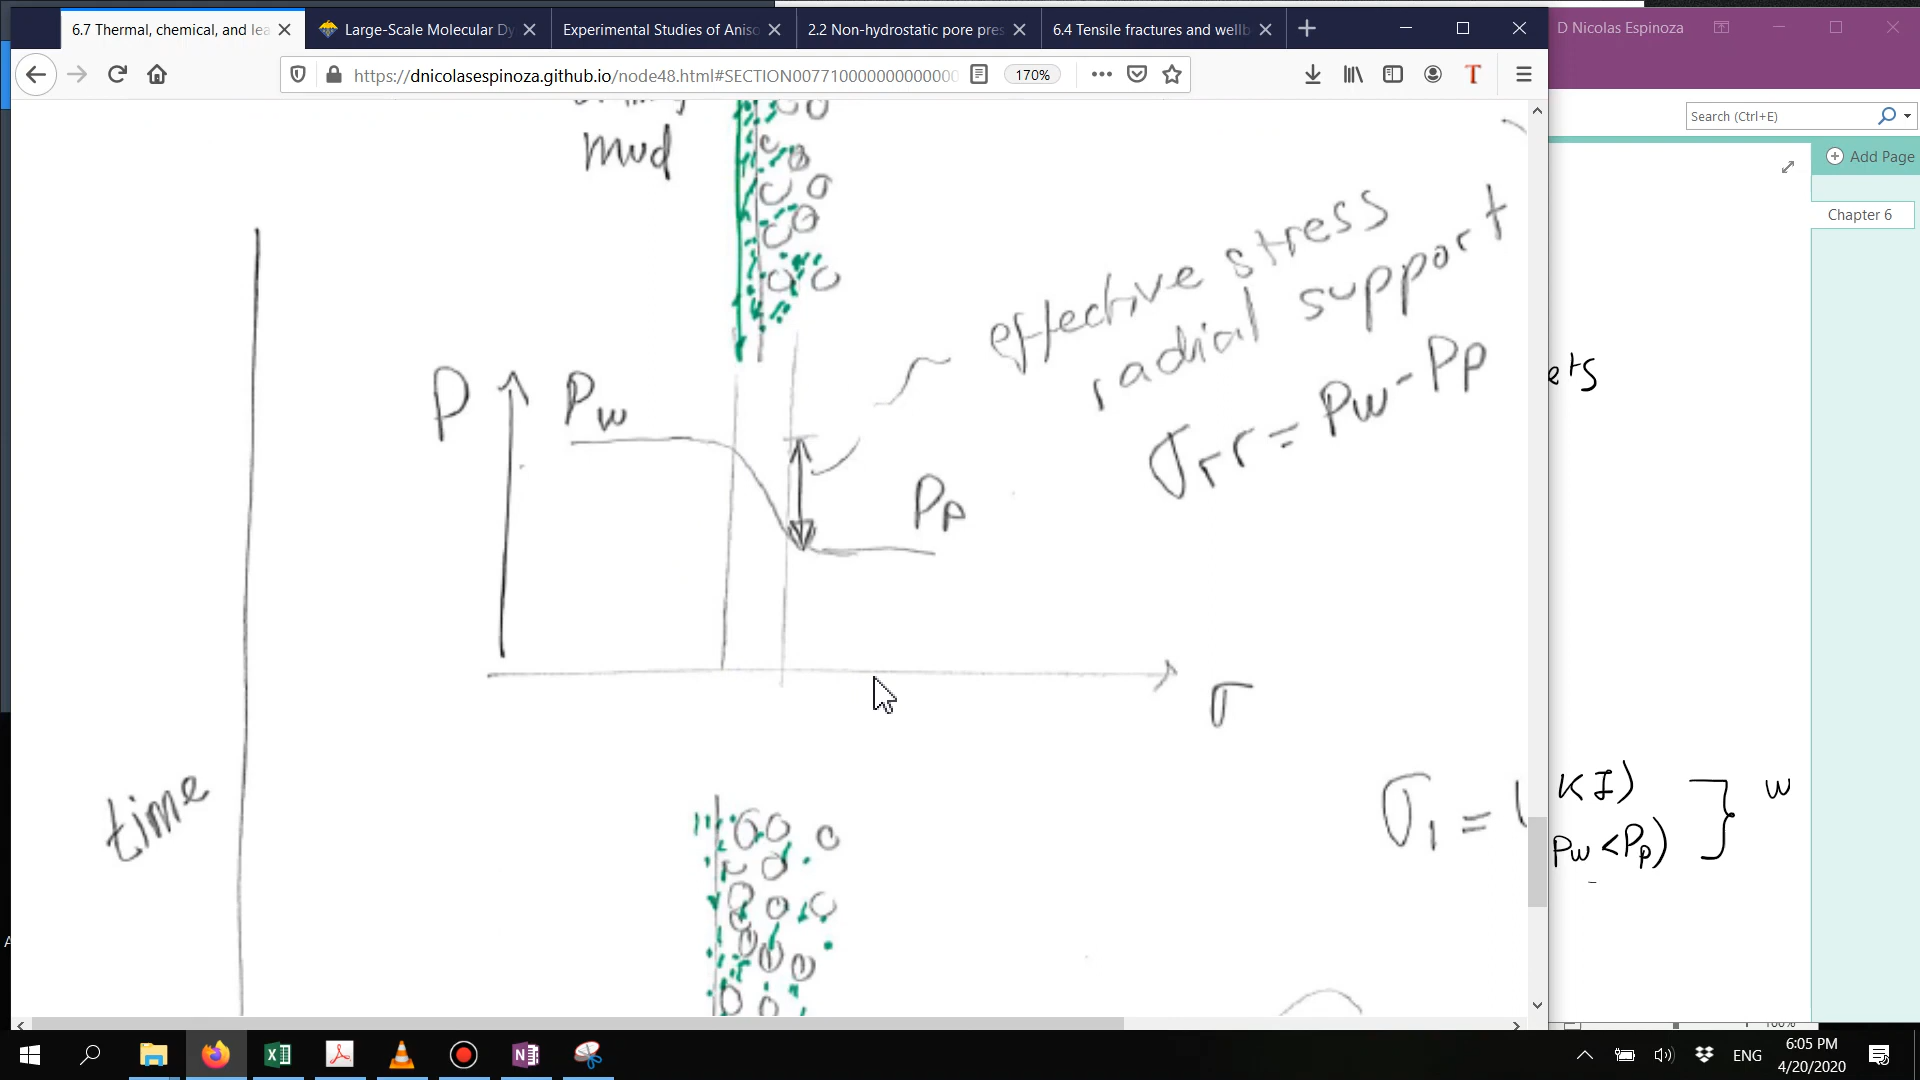 6.7 Thermal, chemical, and lea
Large-Scale Molecular Dy
Experimental Studies of Aniso
2.2 Non-hydrostatic pore pres
6.4 Tensile fractures and wellb
D Nicolas Espinoza
https://dnicolasespinoza.github.io/node48.html#SECTION00771000000000000
170%
T
Search (Ctrl+E)
Add Page
Chapter 6
mud
effective stress
radial support
σrr = Pw - Pp
P
Pw
Pp
σ
time
σ1 =
ets
KI)
Pw < Pp)
w
100%
6:05 PM
ENG
4/20/2020